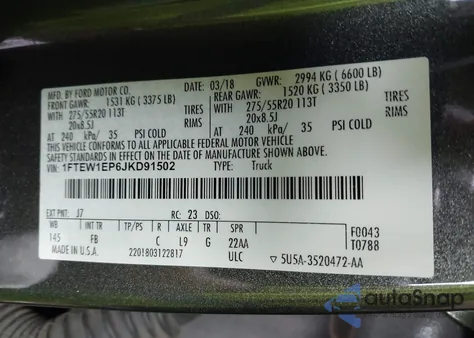 MFD. BY FORD MOTOR CO.
03/18 GVWR: 2994 KG ( 6600 LB)
FRONT GAWR: 1531 KG ( 3375 LB) REAR GAWR: 1520 KG ( 3350 LB)
WITH 275/55R20 113T TIRES WITH 275/55R20 113T TIRES
20x8.5J RIMS 20x8.5J RIMS
AT 240 kPa/ 35 PSI COLD AT 240 kPa/ 35 PSI COLD
THIS VEHICLE CONFORMS TO ALL APPLICABLE FEDERAL MOTOR VEHICLE
SAFETY AND THEFT PREVENTION STANDARDS IN EFFECT ON THE DATE OF MANUFACTURE SHOWN ABOVE.
VIN: 1FTEW1EP6JKD91502 TYPE: Truck
EXT PNT: J7 RC: 23 DSO:
WB INT TR TP/PS R AXLE TR SPR F0043
145 FB C L9 G 22AA T0788
MADE IN U.S.A. 2201803122817 ULC ▽ 5U5A-3520472-AA
autoSnap